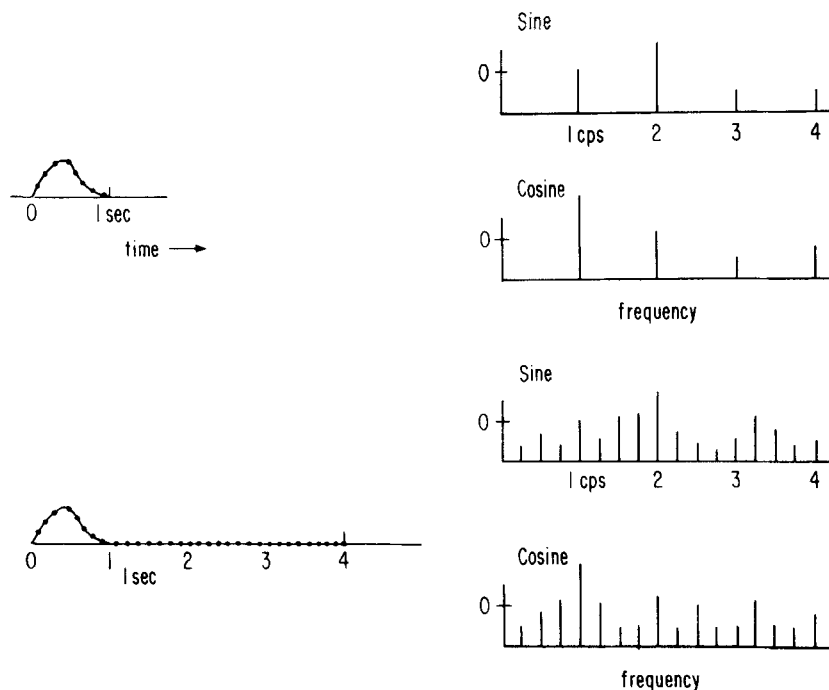 Sine
0
1 cps 2 3 4
0 1 sec
time
Cosine
0
frequency
Sine
0
1 cps 2 3 4
0 1 2 3 4
1 sec
Cosine
0
frequency